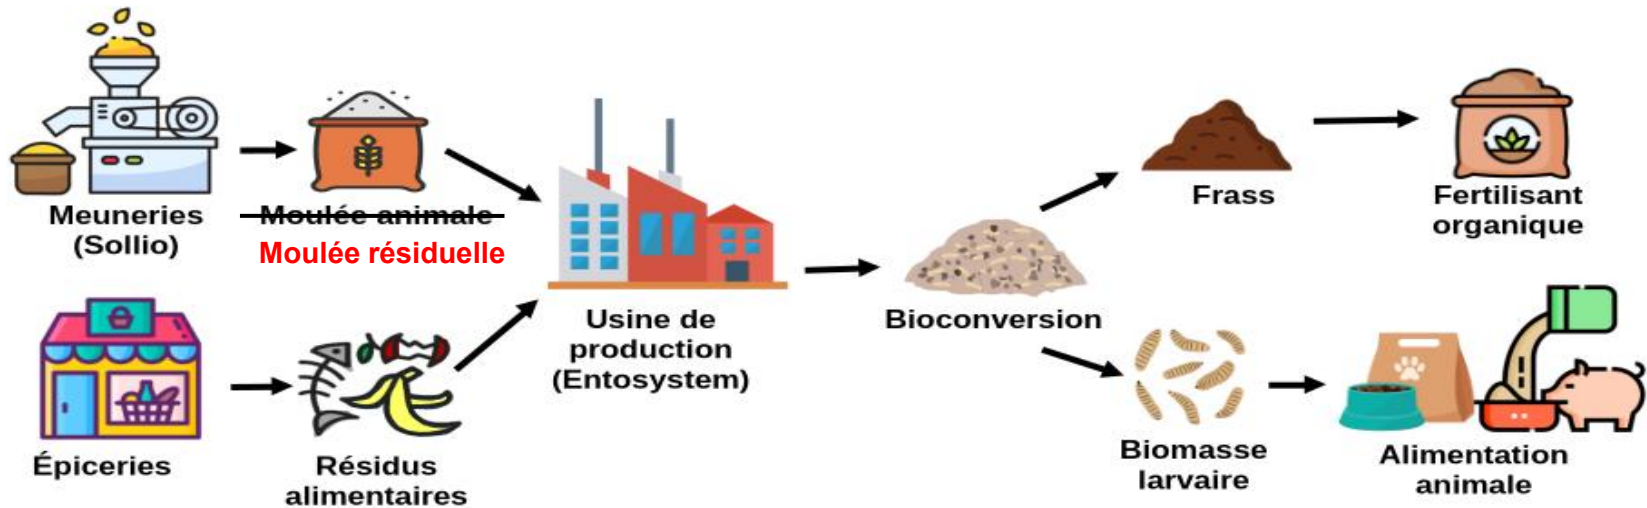 Meuneries
(Sollio)
Moulée animale
Moulée résiduelle
Épiceries
Résidus
alimentaires
Usine de
production
(Entosystem)
Bioconversion
Frass
Fertilisant
organique
Biomasse
larvaire
Alimentation
animale